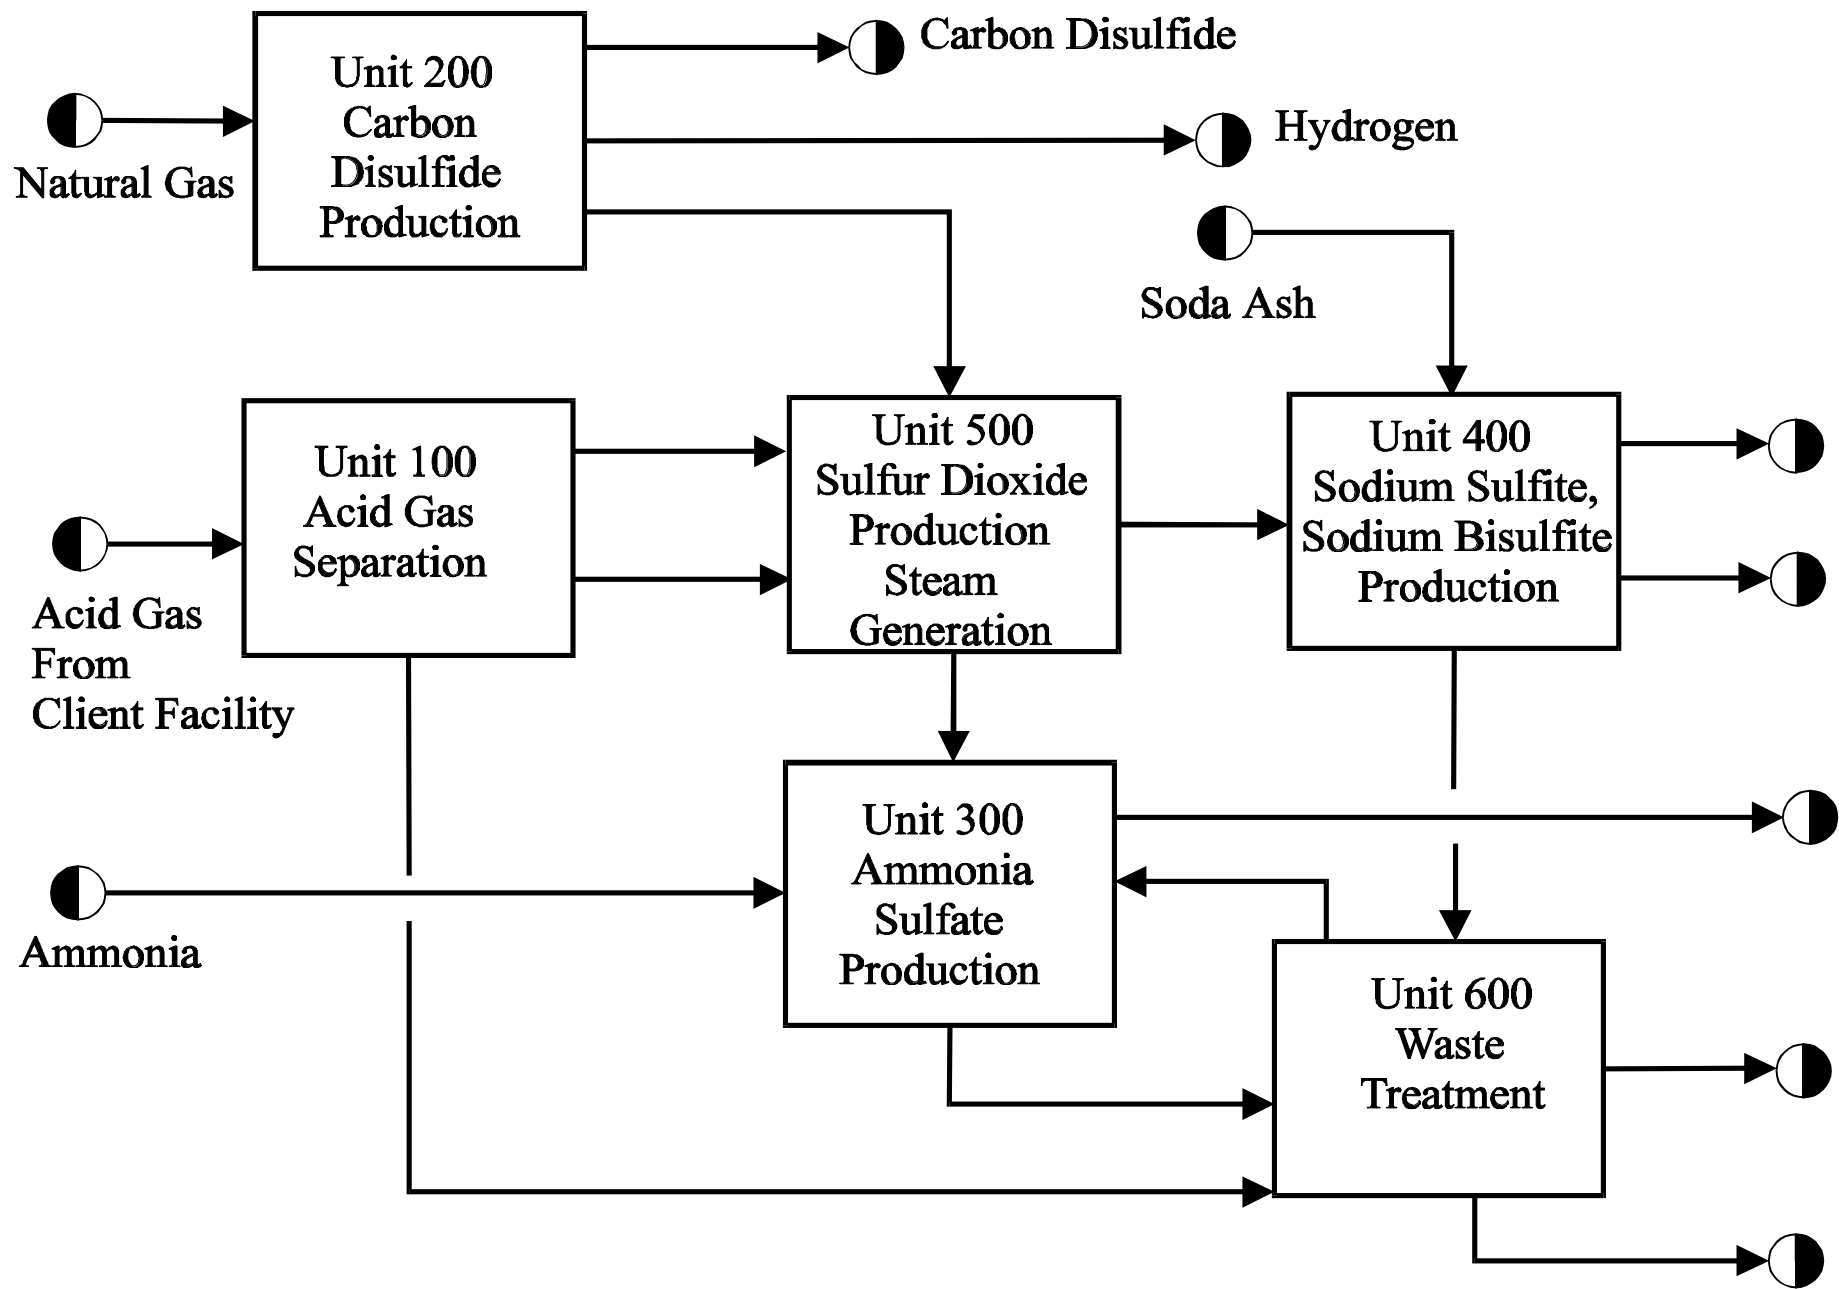 Carbon Disulfide
Unit 200
Carbon
Disulfide
Production
Hydrogen
Natural Gas
Soda Ash
Unit 100
Acid Gas
Separation
Unit 500
Sulfur Dioxide
Production
Steam
Generation
Unit 400
Sodium Sulfite,
Sodium Bisulfite
Production
Acid Gas
From
Client Facility
Unit 300
Ammonia
Sulfate
Production
Ammonia
Unit 600
Waste
Treatment